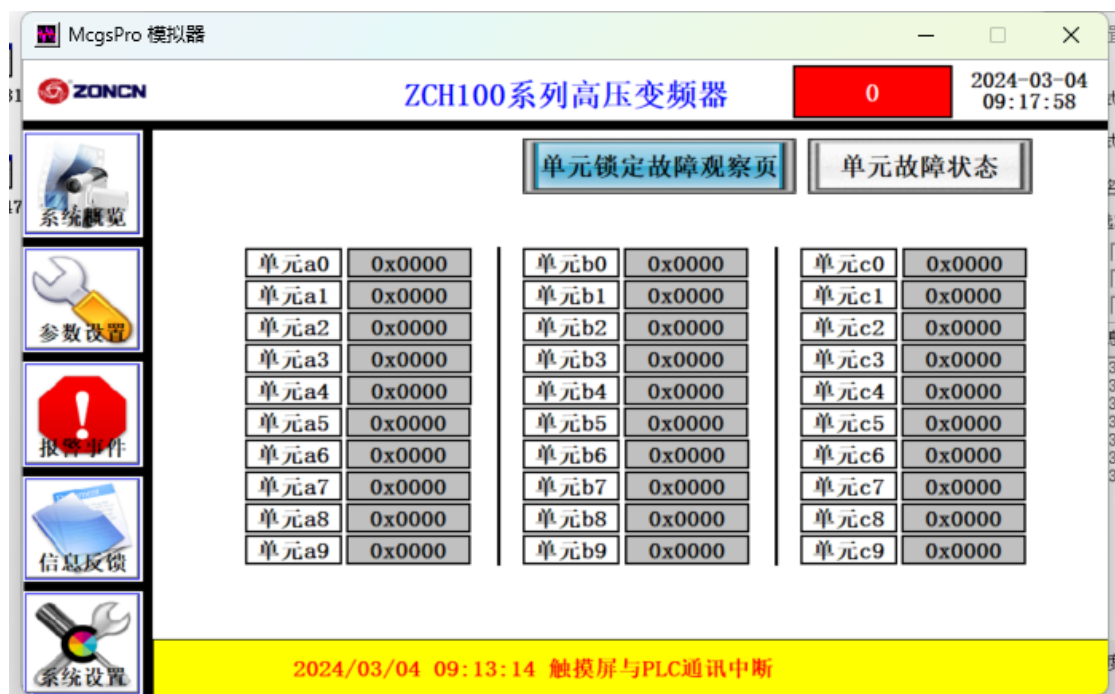 McgsPro 模拟器
ZONCN
ZCH100系列高压变频器
0
2024-03-04
09:17:58
单元锁定故障观察页
单元故障状态
系统概览
参数设置
报警事件
信息反馈
系统设置
单元a0 0x0000 单元b0 0x0000 单元c0 0x0000
单元a1 0x0000 单元b1 0x0000 单元c1 0x0000
单元a2 0x0000 单元b2 0x0000 单元c2 0x0000
单元a3 0x0000 单元b3 0x0000 单元c3 0x0000
单元a4 0x0000 单元b4 0x0000 单元c4 0x0000
单元a5 0x0000 单元b5 0x0000 单元c5 0x0000
单元a6 0x0000 单元b6 0x0000 单元c6 0x0000
单元a7 0x0000 单元b7 0x0000 单元c7 0x0000
单元a8 0x0000 单元b8 0x0000 单元c8 0x0000
单元a9 0x0000 单元b9 0x0000 单元c9 0x0000
2024/03/04 09:13:14 触摸屏与PLC通讯中断